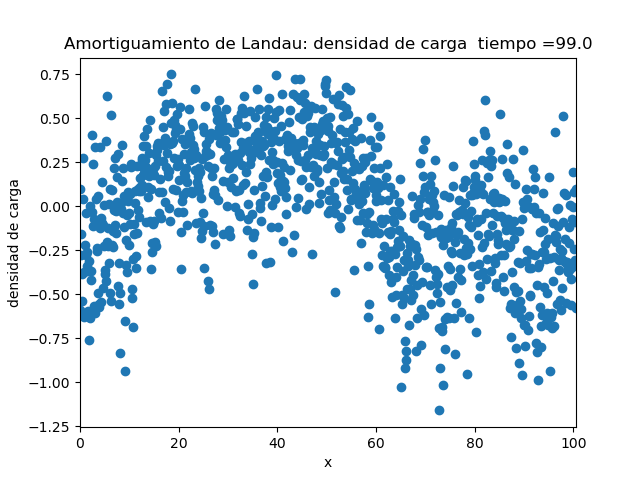 Amortiguamiento de Landau: densidad de carga  tiempo =99.0
densidad de carga
0.75
0.50
0.25
0.00
−0.25
−0.50
−0.75
−1.00
−1.25
0 20 40 60 80 100
x